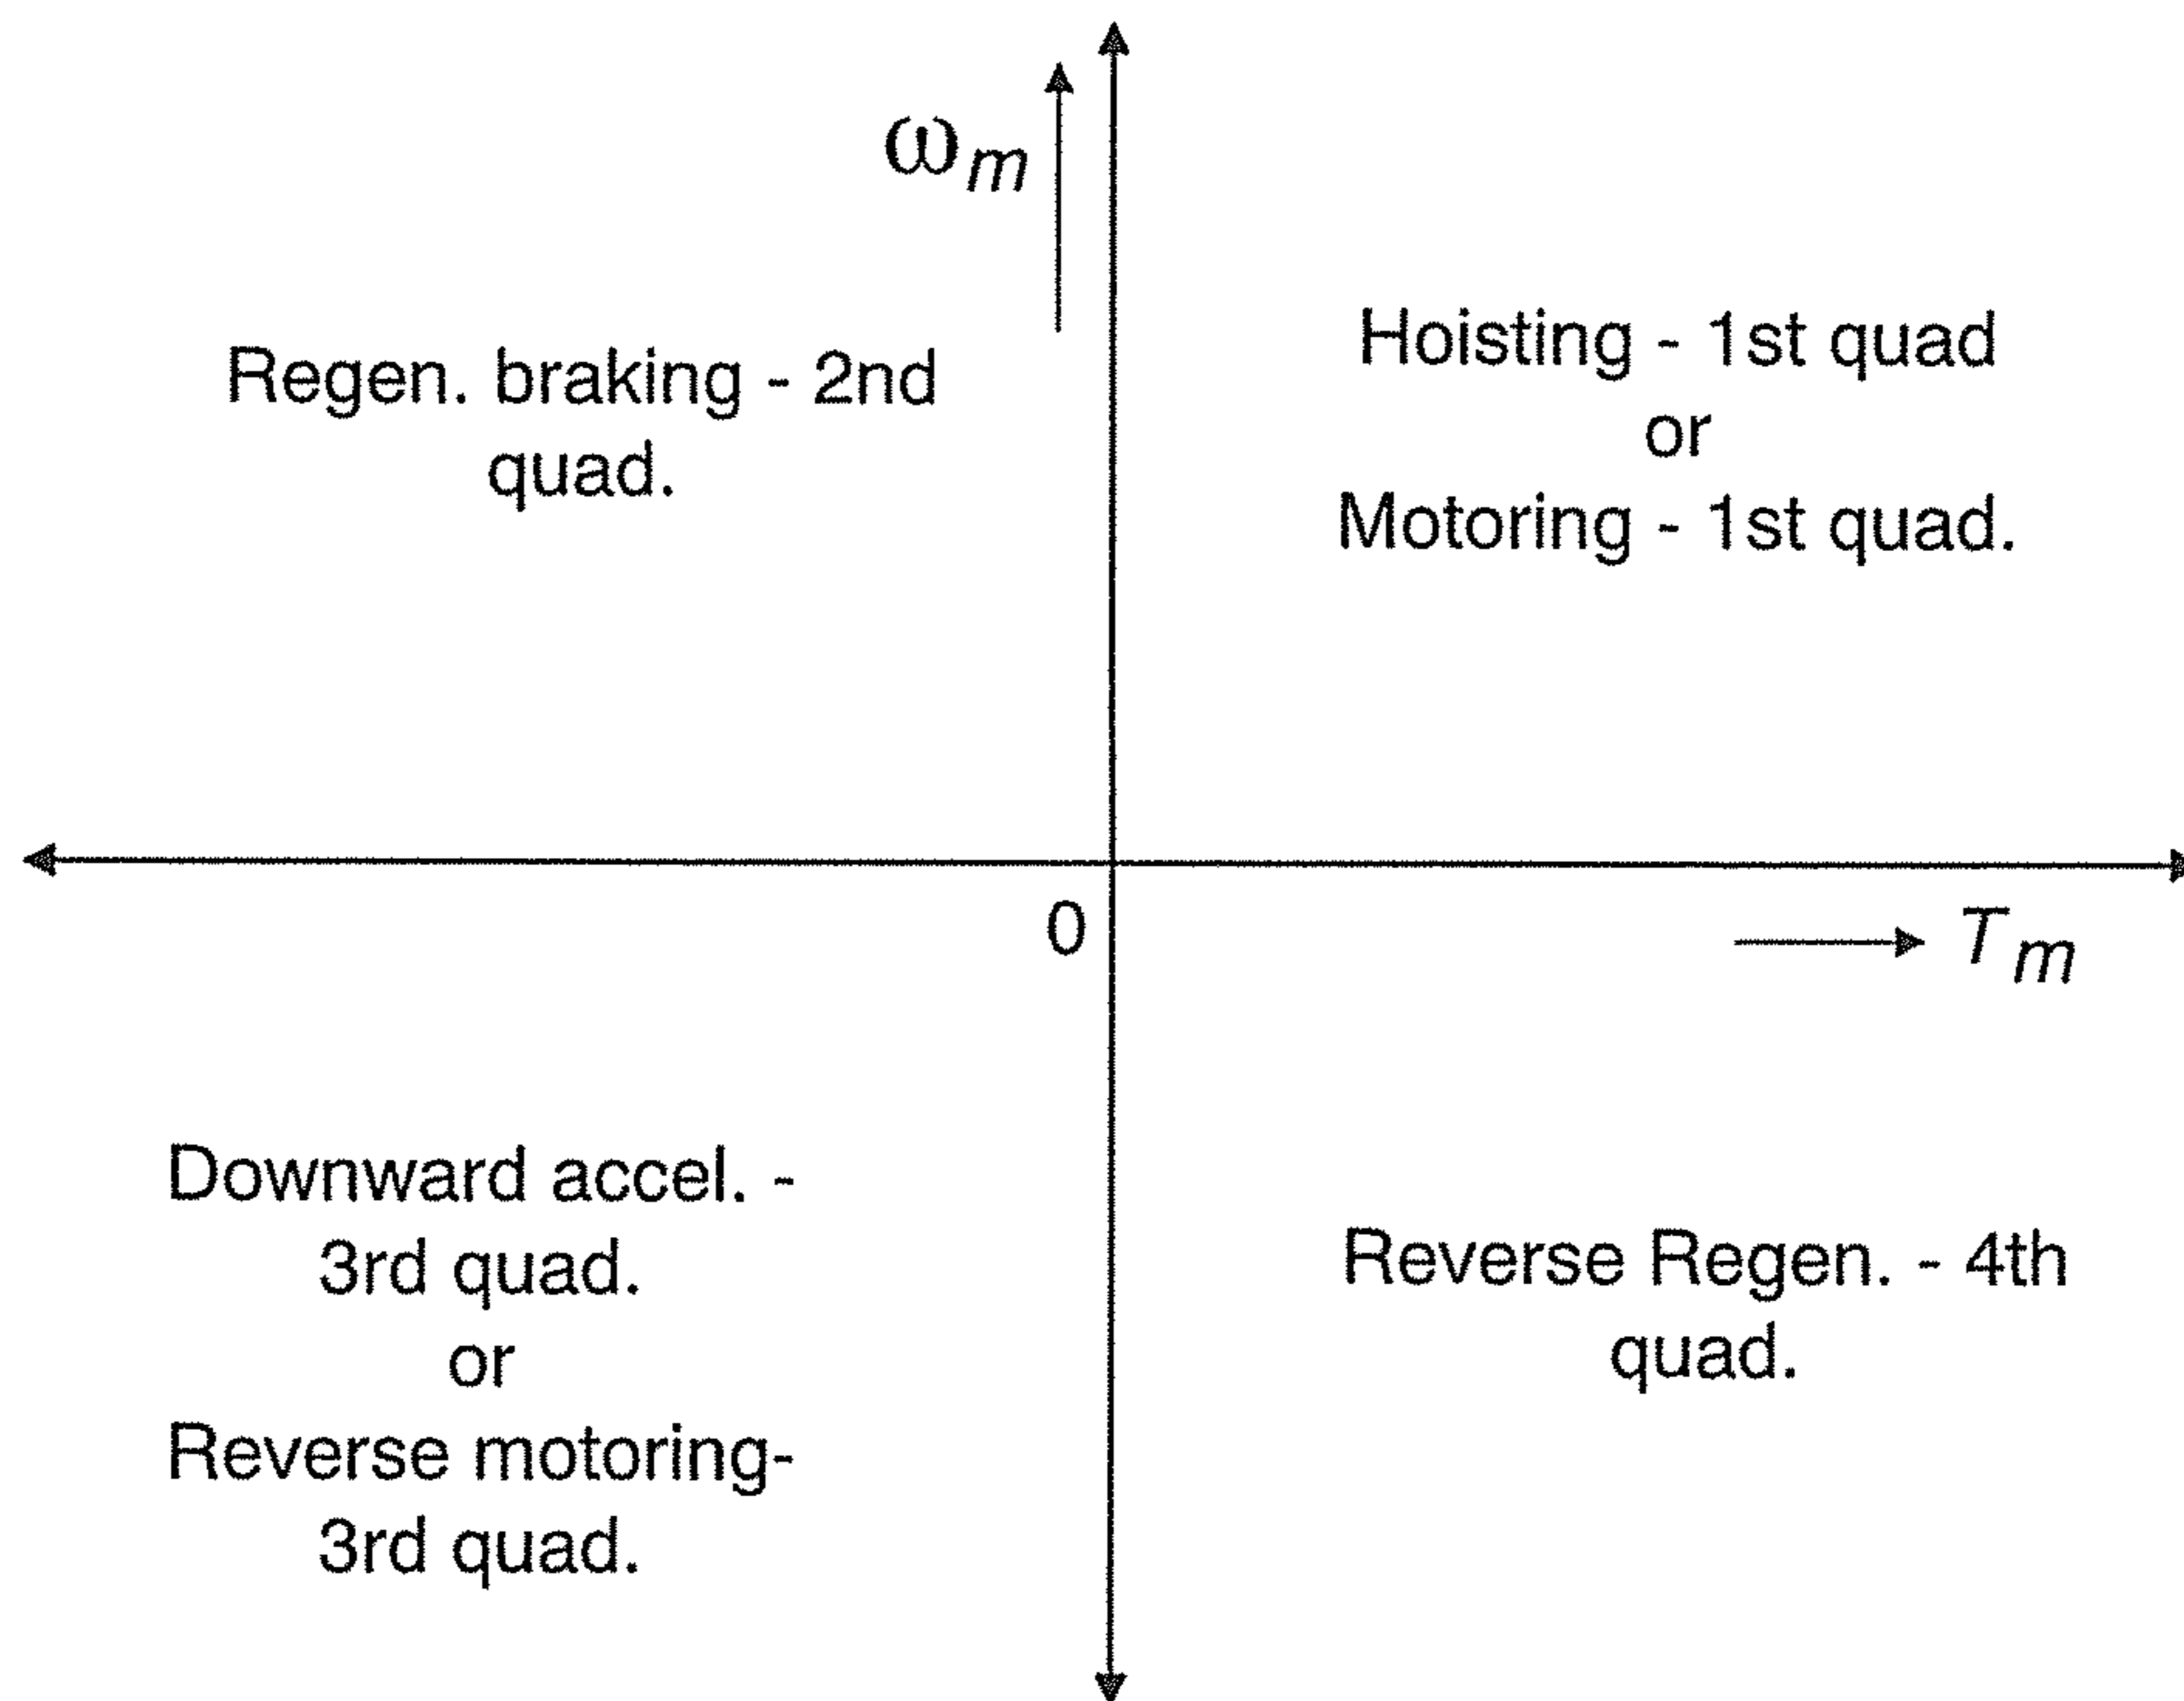 ωm
Hoisting - 1st quad
or
Motoring - 1st quad.
Regen. braking - 2nd
quad.
0
Tm
Downward accel. -
3rd quad.
or
Reverse motoring-
3rd quad.
Reverse Regen. - 4th
quad.